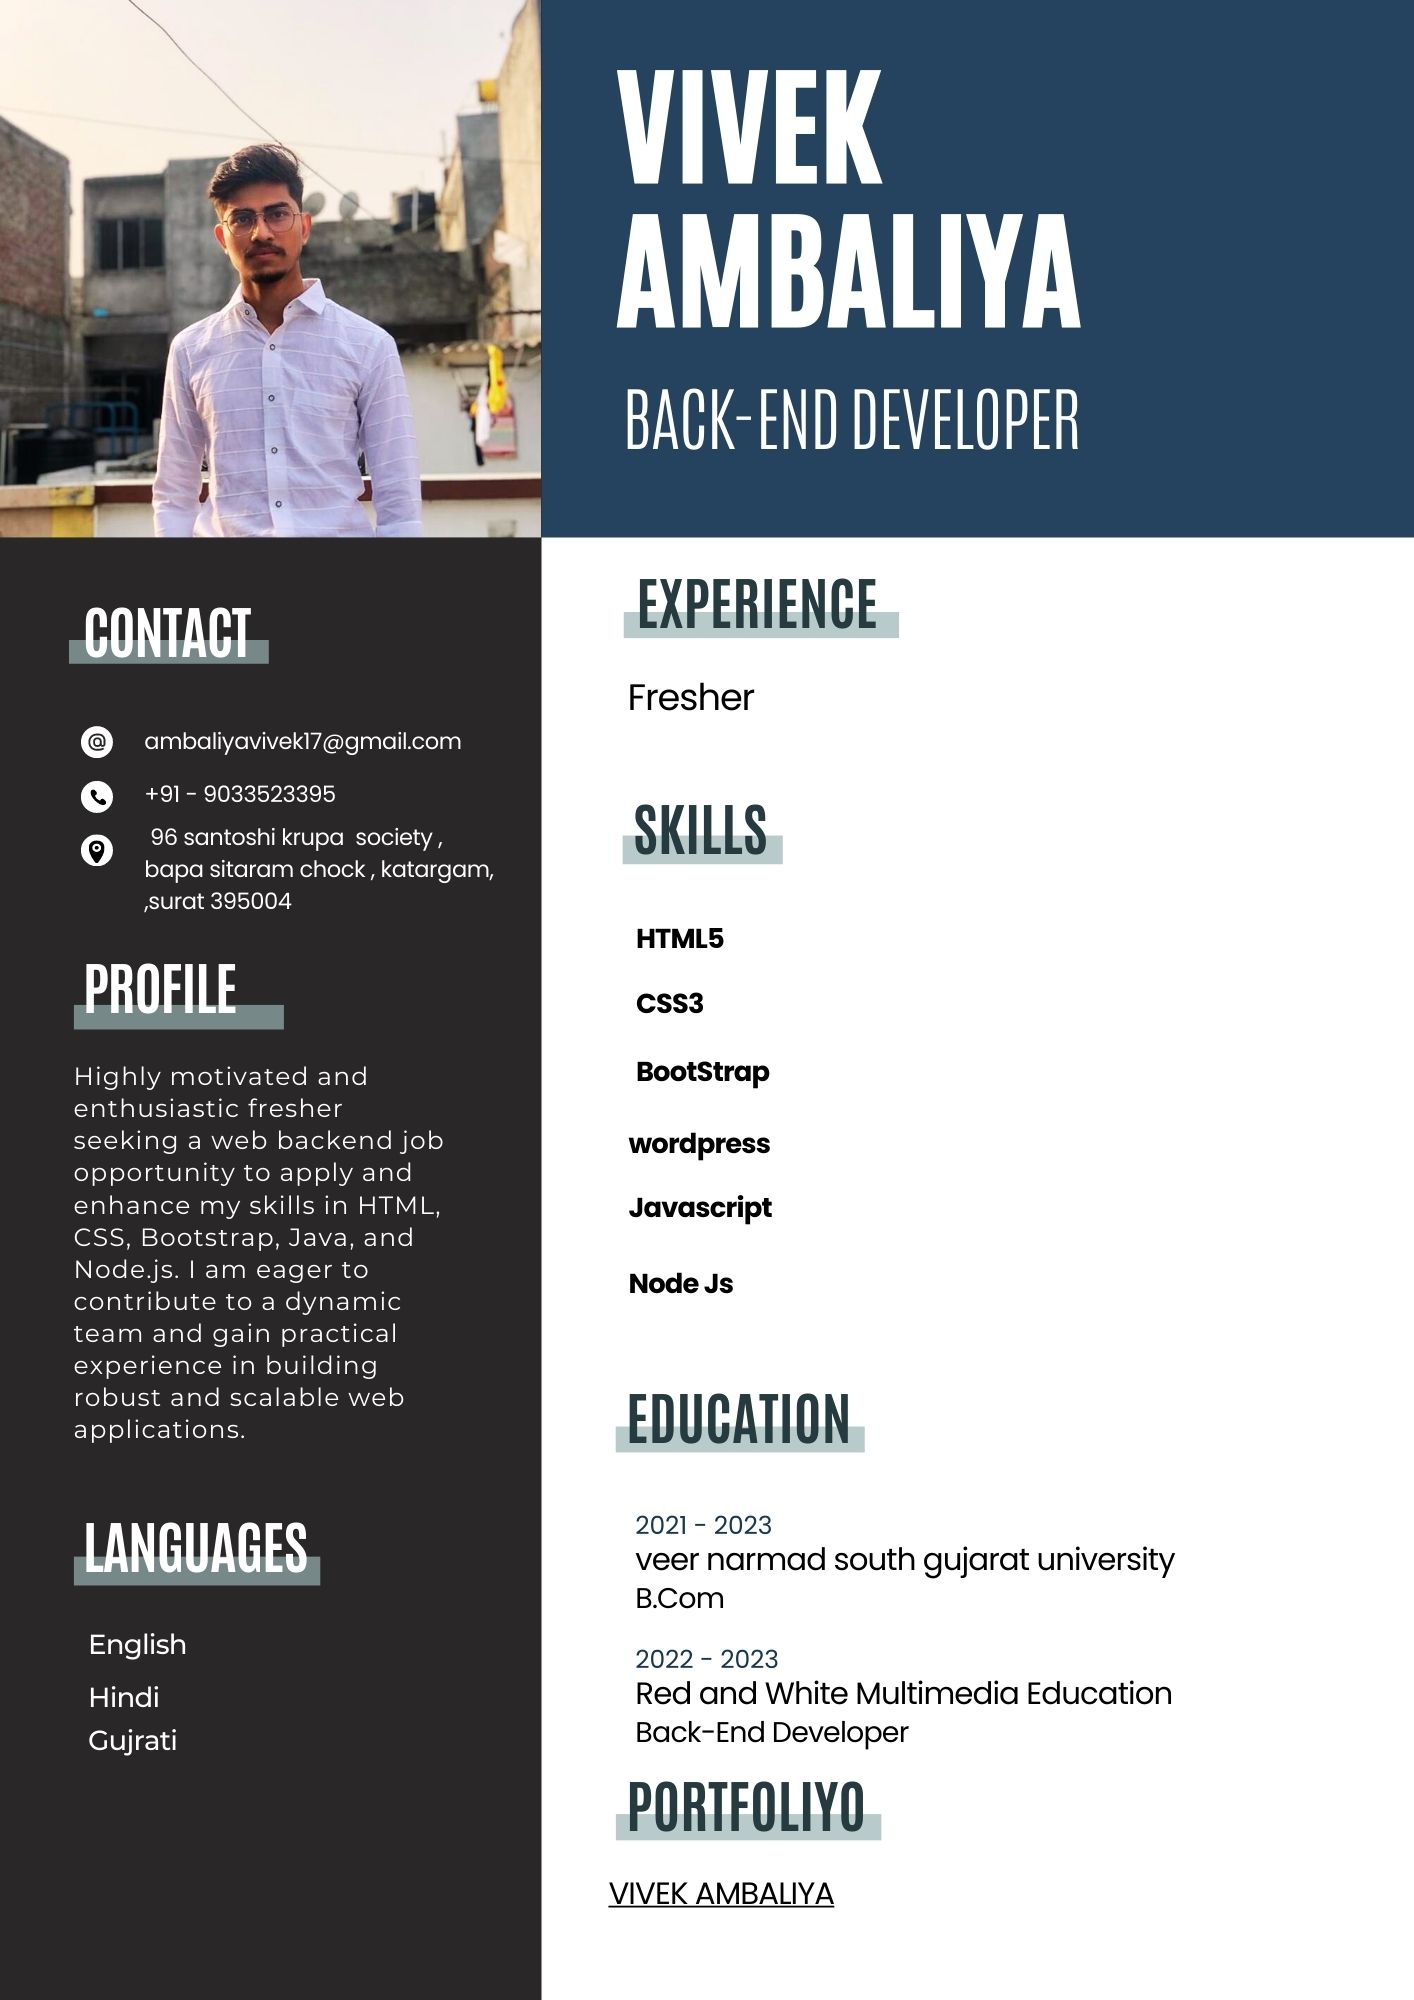 VIVEK
AMBALIYA
BACK-END DEVELOPER
CONTACT
@ ambaliyavivek17@gmail.com
+91 - 9033523395
96 santoshi krupa society ,
bapa sitaram chock , katargam,
,surat 395004
PROFILE
Highly motivated and
enthusiastic fresher
seeking a web backend job
opportunity to apply and
enhance my skills in HTML,
CSS, Bootstrap, Java, and
Node.js. I am eager to
contribute to a dynamic
team and gain practical
experience in building
robust and scalable web
applications.
LANGUAGES
English
Hindi
Gujrati
EXPERIENCE
Fresher
SKILLS
HTML5
CSS3
BootStrap
wordpress
Javascript
Node Js
EDUCATION
2021 - 2023
veer narmad south gujarat university
B.Com
2022 - 2023
Red and White Multimedia Education
Back-End Developer
PORTFOLIYO
VIVEK AMBALIYA